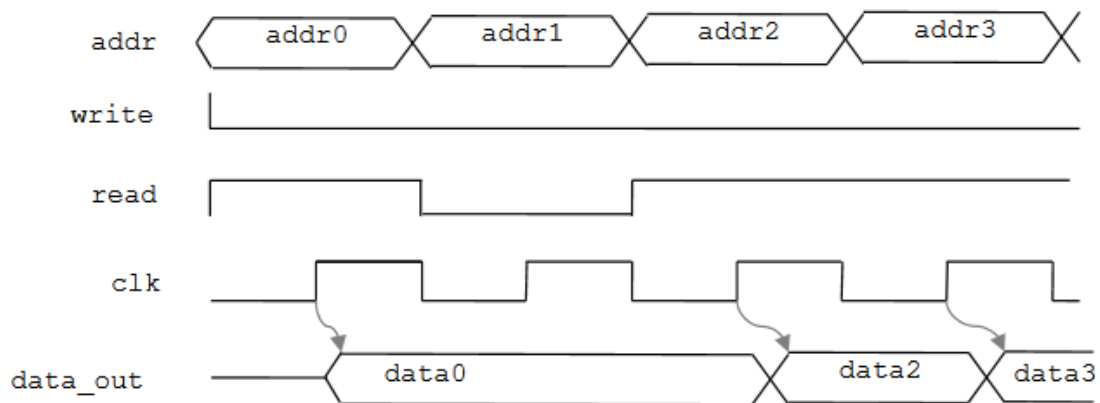 addr addr0 addr1 addr2 addr3
write
read
clk
data_out data0 data2 data3